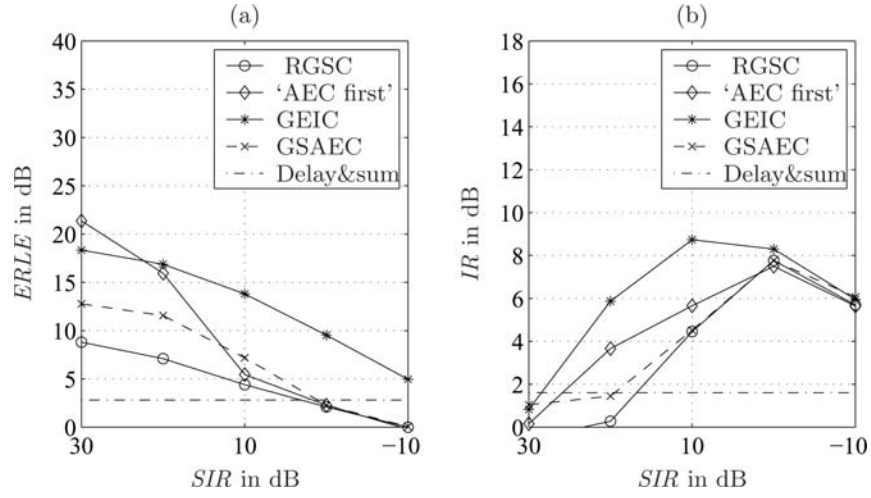 (a)
40
35
30
25
20
15
10
5
0
ERLE in dB
RGSC
‘AEC first’
GEIC
GSAEC
Delay&sum
30
10
−10
SIR in dB
(b)
18
16
14
12
10
8
6
4
2
0
IR in dB
RGSC
‘AEC first’
GEIC
GSAEC
Delay&sum
30
10
−10
SIR in dB